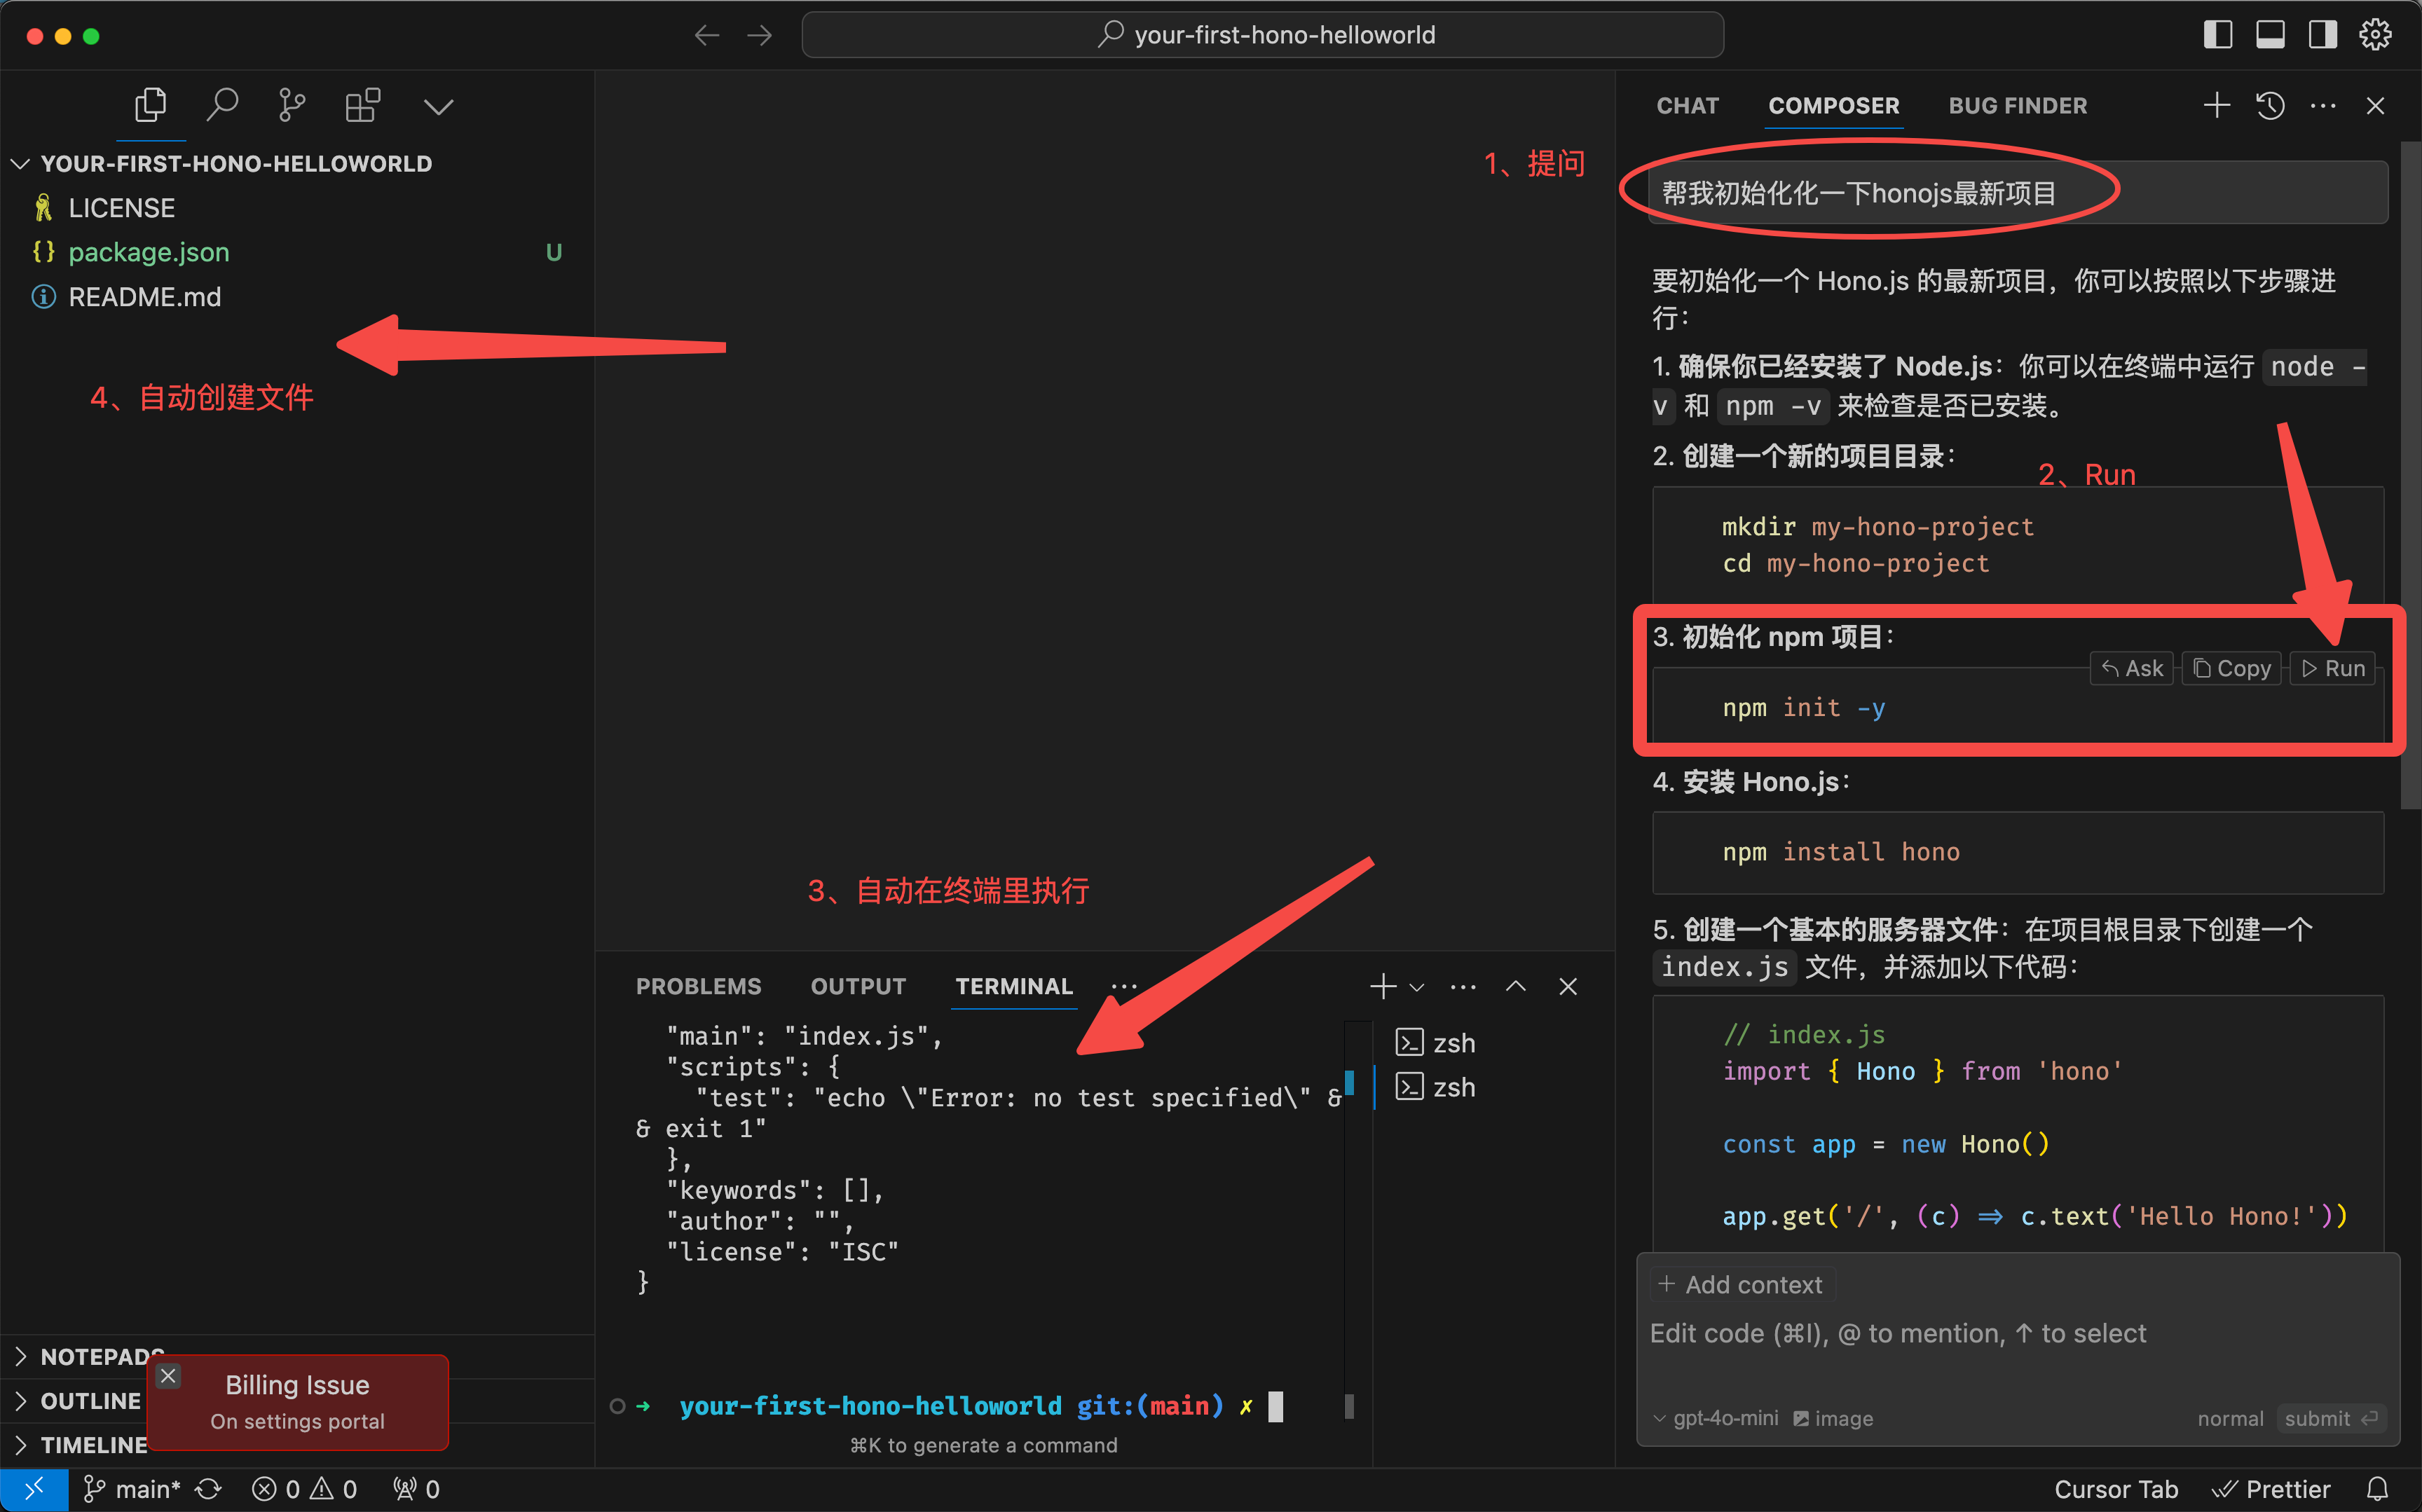 your-first-hono-helloworld
YOUR-FIRST-HONO-HELLOWORLD
LICENSE
package.json U
README.md
4、自动创建文件
NOTEPADS
OUTLINE
TIMELINE
Billing Issue
On settings portal
1、提问
3、自动在终端里执行
PROBLEMS OUTPUT TERMINAL
"main": "index.js",
"scripts": {
"test": "echo \"Error: no test specified\" &
& exit 1"
},
"keywords": [],
"author": "",
"license": "ISC"
}
your-first-hono-helloworld git:(main) ✗
⌘K to generate a command
zsh
zsh
CHAT COMPOSER BUG FINDER
帮我初始化化一下honojs最新项目
要初始化一个 Hono.js 的最新项目，你可以按照以下步骤进
行：
1. 确保你已经安装了 Node.js：你可以在终端中运行 node -
v 和 npm -v 来检查是否已安装。
2. 创建一个新的项目目录：
2、Run
mkdir my-hono-project
cd my-hono-project
3. 初始化 npm 项目：
Ask Copy Run
npm init -y
4. 安装 Hono.js：
npm install hono
5. 创建一个基本的服务器文件：在项目根目录下创建一个
index.js 文件，并添加以下代码：
// index.js
import { Hono } from 'hono'
const app = new Hono()
app.get('/', (c) => c.text('Hello Hono!'))
+ Add context
Edit code (⌘I), @ to mention, ↑ to select
gpt-4o-mini image normal submit
main* 0 0 0
Cursor Tab Prettier